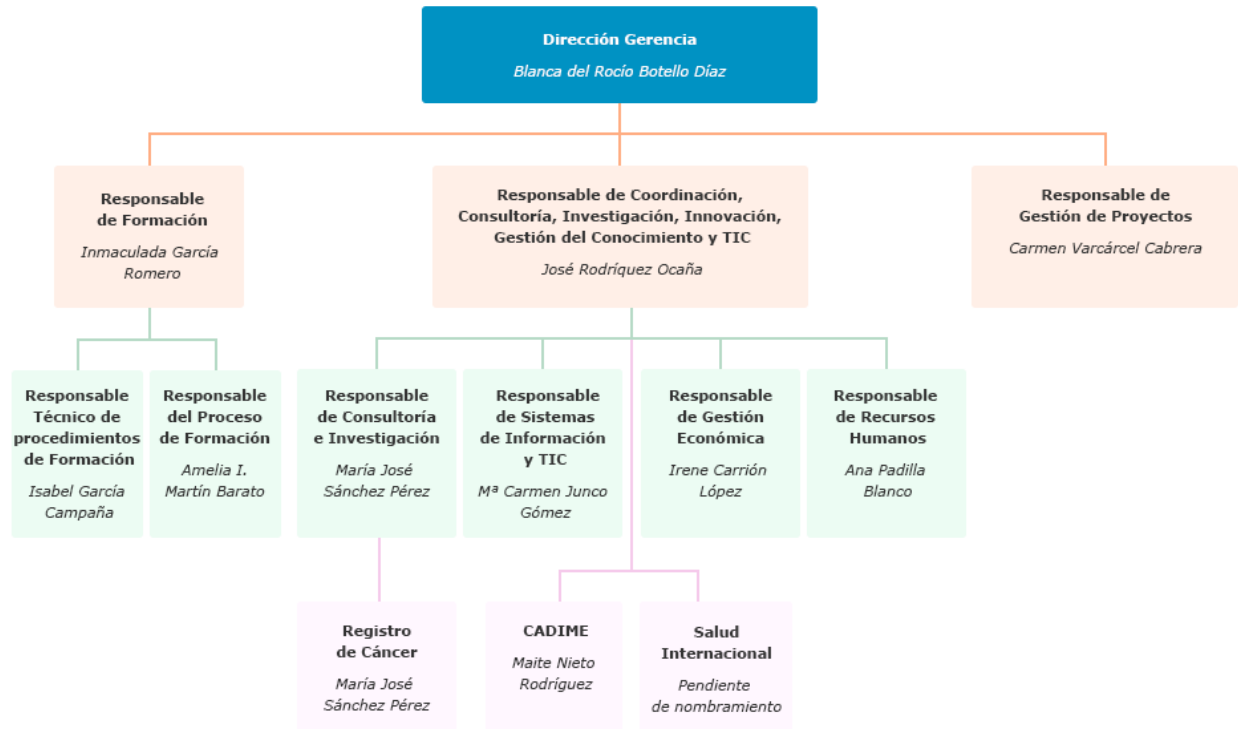 Dirección Gerencia
Blanca del Rocío Botello Díaz
Responsable
de Formación
Inmaculada García
Romero
Responsable de Coordinación,
Consultoría, Investigación, Innovación,
Gestión del Conocimiento y TIC
José Rodríquez Ocaña
Responsable de
Gestión de Proyectos
Carmen Varcárcel Cabrera
Responsable
Técnico de
procedimientos
de Formación
Isabel García
Campaña
Responsable
del Proceso
de Formación
Amelia I.
Martín Barato
Responsable
de Consultoría
e Investigación
María José
Sánchez Pérez
Responsable
de Sistemas
de Información
y TIC
Mª Carmen Junco
Gómez
Responsable
de Gestión
Económica
Irene Carrión
López
Responsable
de Recursos
Humanos
Ana Padilla
Blanco
Registro
de Cáncer
María José
Sánchez Pérez
CADIME
Maite Nieto
Rodríguez
Salud
Internacional
Pendiente
de nombramiento